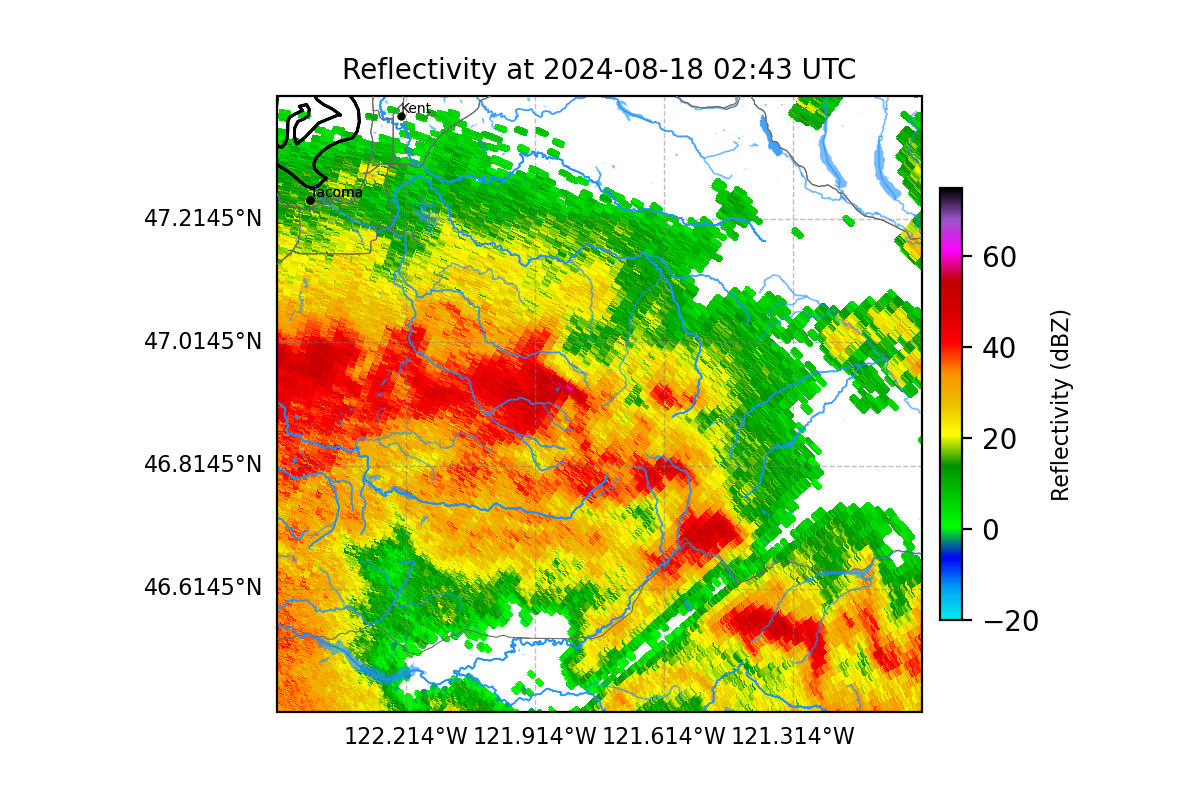 Reflectivity at 2024-08-18 02:43 UTC
Kent
Tacoma
47.2145°N
47.0145°N
46.8145°N
46.6145°N
122.214°W 121.914°W 121.614°W 121.314°W
60
40
20
0
−20
Reflectivity (dBZ)